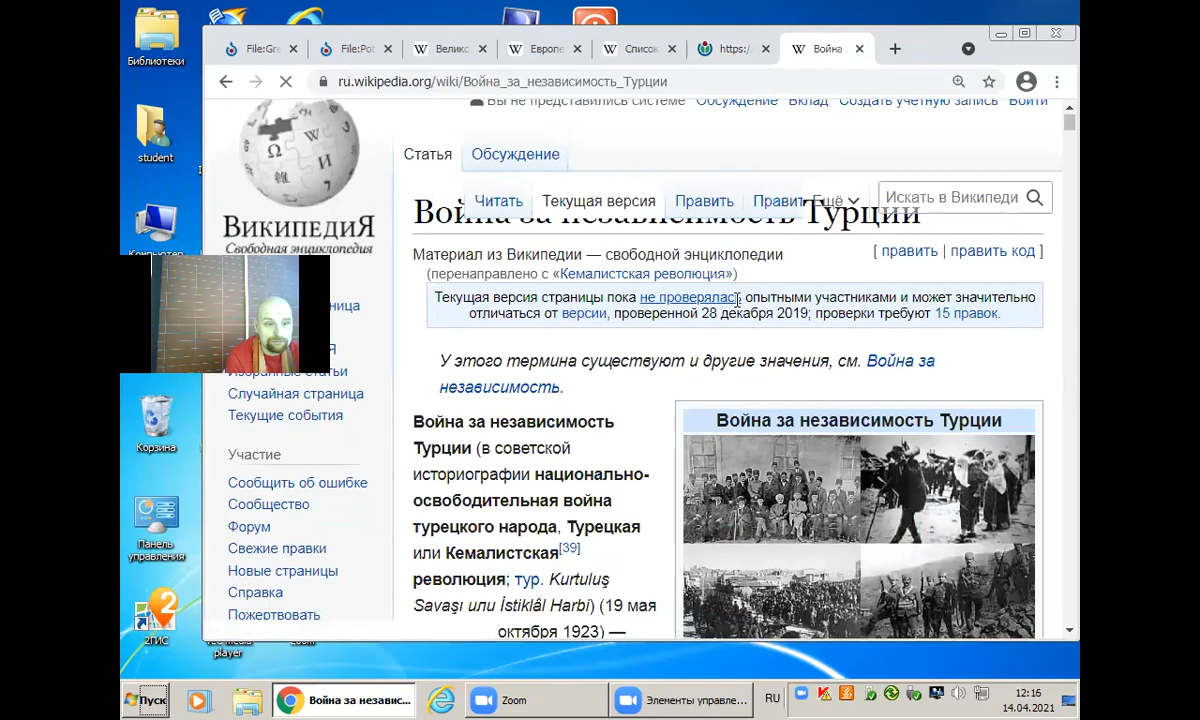 Библиотеки
student
Компьютер
Корзина
Панель
управления
2ГИС
player
File:Gre
File:Pot
Велико
Европе
Список
https:/
Война
ru.wikipedia.org/wiki/Война_за_независимость_Турции
Вы не представились системе Обсуждение Вклад Создать учётную запись Войти
ВикипедиЯ
Свободная энциклопедия
Статья Обсуждение
Читать Текущая версия Править Правит Ещё
Искать в Википеди
Война за независимость Турции
[ править | править код ]
Материал из Википедии — свободной энциклопедии
(перенаправлено с «Кемалистская революция»)
Текущая версия страницы пока не проверялась опытными участниками и может значительно
отличаться от версии, проверенной 28 декабря 2019; проверки требуют 15 правок.
У этого термина существуют и другие значения, см. Война за
независимость.
Избранные статьи
Случайная страница
Текущие события
Участие
Сообщить об ошибке
Сообщество
Форум
Свежие правки
Новые страницы
Справка
Пожертвовать
Война за независимость
Турции (в советской
историографии национально-
освободительная война
турецкого народа, Турецкая
или Кемалистская[39]
революция; тур. Kurtuluş
Savaşı или İstiklâl Harbi) (19 мая
октября 1923) —
Война за независимость Турции
Пуск
Война за независ...
Zoom
Элементы управле...
RU
12:16
14.04.2021